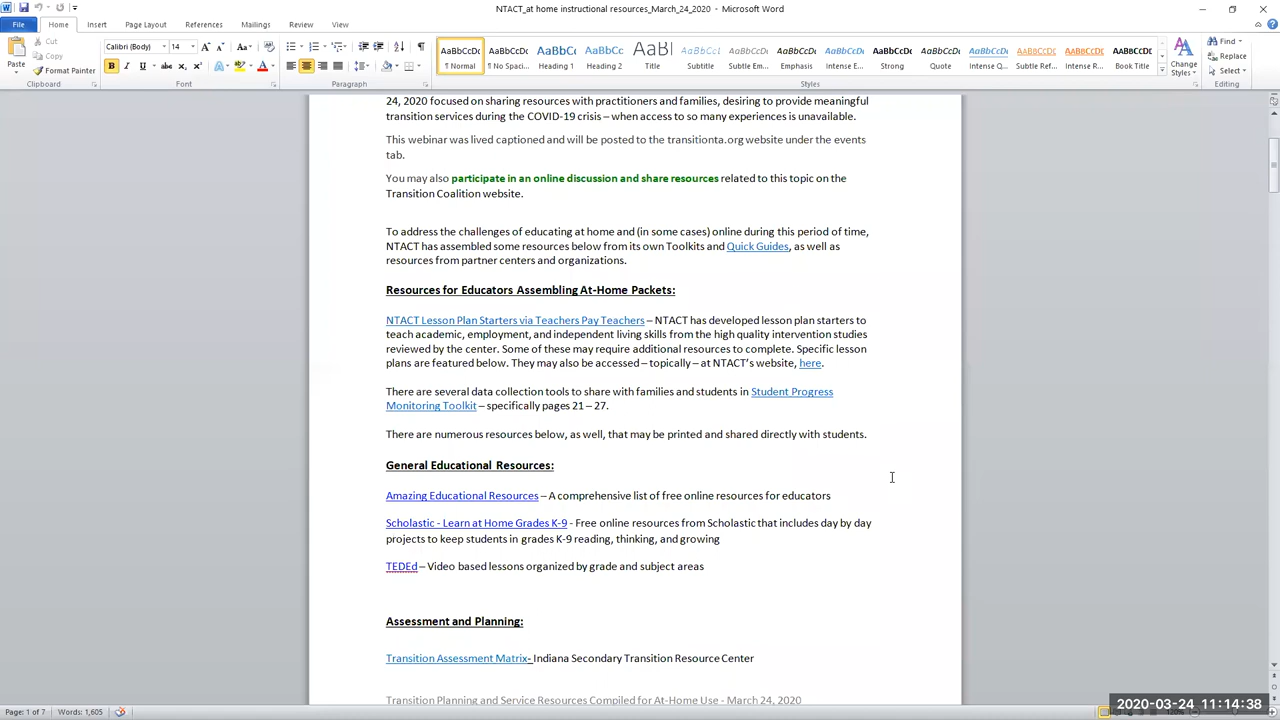 NTACT_at home instructional resources_March_24_2020 - Microsoft Word
File Home Insert Page Layout References Mailings Review View
Cut
Copy
Format Painter
Paste
Clipboard
Calibri (Body) 14
Font
Paragraph
AaBbCcDc AaBbCcDc AaBbC AaBbCc AaBl AaBbCcL AaBbCcDc AaBbCcDc AaBbCcDc AaBbCcDc AaBbCcDc AaBbCcDc AaBbCcDc AaBbCcDc AaBbCcDc
¶ Normal ¶ No Spaci... Heading 1 Heading 2 Title Subtitle Subtle Em... Emphasis Intense E... Strong Quote Intense Q... Subtle Ref... Intense R... Book Title
Change
Styles
Styles
Find
Replace
Select
Editing
24, 2020 focused on sharing resources with practitioners and families, desiring to provide meaningful
transition services during the COVID-19 crisis – when access to so many experiences is unavailable.
This webinar was lived captioned and will be posted to the transitionta.org website under the events
tab.
You may also participate in an online discussion and share resources related to this topic on the
Transition Coalition website.
To address the challenges of educating at home and (in some cases) online during this period of time,
NTACT has assembled some resources below from its own Toolkits and Quick Guides, as well as
resources from partner centers and organizations.
Resources for Educators Assembling At-Home Packets:
NTACT Lesson Plan Starters via Teachers Pay Teachers – NTACT has developed lesson plan starters to
teach academic, employment, and independent living skills from the high quality intervention studies
reviewed by the center. Some of these may require additional resources to complete. Specific lesson
plans are featured below. They may also be accessed – topically – at NTACT's website, here.
There are several data collection tools to share with families and students in Student Progress
Monitoring Toolkit – specifically pages 21 – 27.
There are numerous resources below, as well, that may be printed and shared directly with students.
General Educational Resources:
Amazing Educational Resources – A comprehensive list of free online resources for educators
Scholastic - Learn at Home Grades K-9 - Free online resources from Scholastic that includes day by day
projects to keep students in grades K-9 reading, thinking, and growing
TEDEd – Video based lessons organized by grade and subject areas
Assessment and Planning:
Transition Assessment Matrix- Indiana Secondary Transition Resource Center
Transition Planning and Service Resources Compiled for At-Home Use - March 24, 2020
Page: 1 of 7 Words: 1,605
2020-03-24 11:14:38